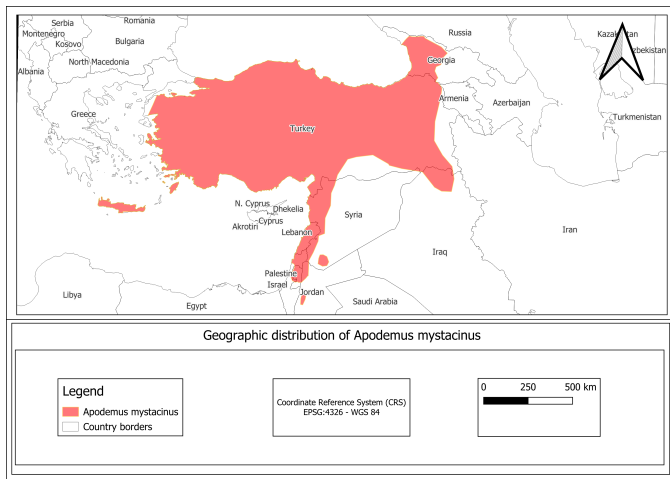 Serbia
Romania
Montenegro
Kosovo
Bulgaria
North Macedonia
Albania
Greece
Turkey
Russia
Georgia
Armenia
Azerbaijan
Turkmenistan
N. Cyprus
Dhekelia
Cyprus
Akrotiri
Lebanon
Syria
Iraq
Iran
Palestine
Israel
Jordan
Saudi Arabia
Egypt
Libya
Geographic distribution of Apodemus mystacinus
Legend
Apodemus mystacinus
Country borders
Coordinate Reference System (CRS)
EPSG:4326 - WGS 84
0 250 500 km